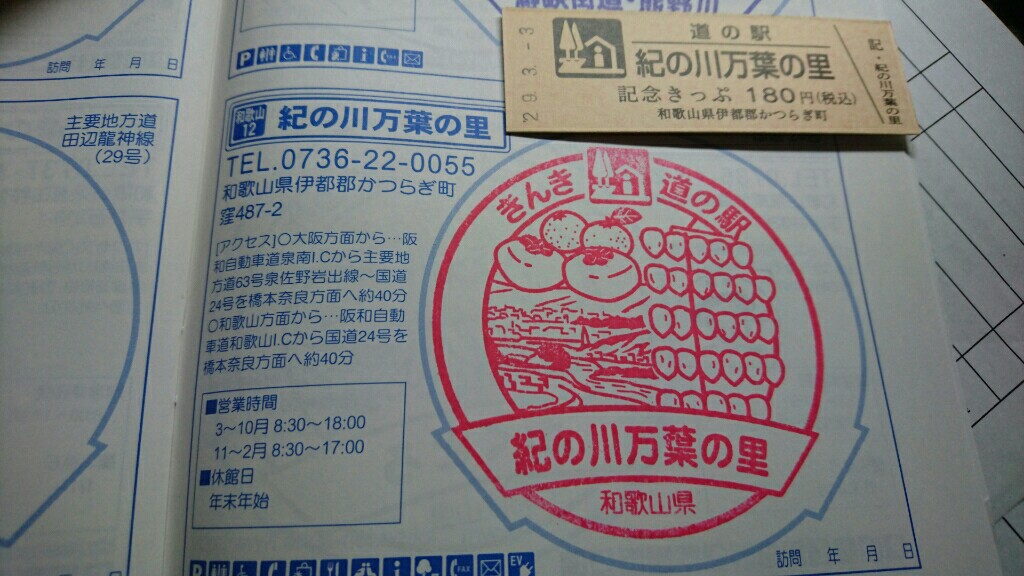 訪問 年 月 日
主要地方道
田辺龍神線
(29号)
和歌山
12
紀の川万葉の里
TEL.0736-22-0055
和歌山県伊都郡かつらぎ町
窪487-2
[アクセス]○大阪方面から…阪
和自動車道泉南I.Cから主要地
方道63号泉佐野岩出線〜国道
24号を橋本奈良方面へ約40分
○和歌山方面から…阪和自動
車道和歌山I.Cから国道24号を
橋本奈良方面へ約40分
■営業時間
3〜10月 8:30〜18:00
11〜2月 8:30〜17:00
■休館日
年末年始
道の駅
紀の川万葉の里
記念きっぷ 180円(税込)
和歌山県伊都郡かつらぎ町
29.3.-3
記・紀の川万葉の里
きんき 道の駅
紀の川万葉の里
和歌山県
訪問 年 月 日
P
EV